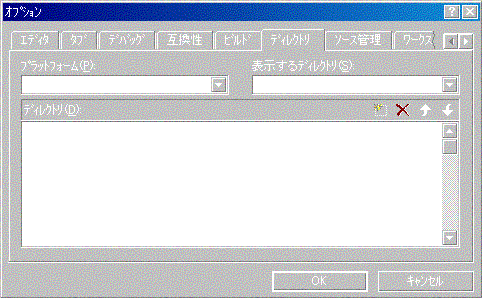 オプション
エディタ タブ デバッグ 互換性 ビルド ディレクトリ ソース管理 ワークス
プラットフォーム(P): 表示するディレクトリ(S):
ディレクトリ(D):
OK キャンセル